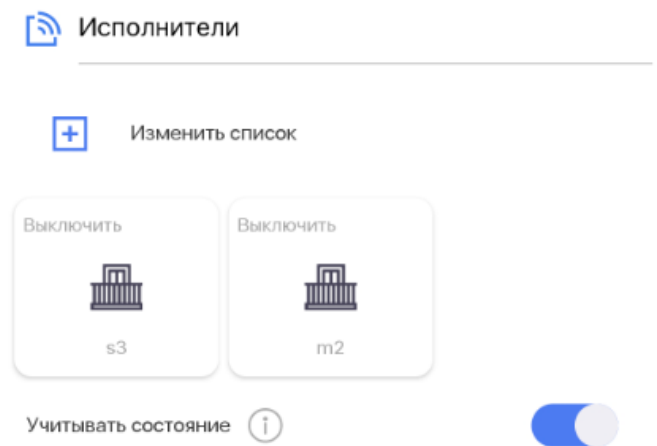 Исполнители
Изменить список
Выключить
s3
Выключить
m2
Учитывать состояние